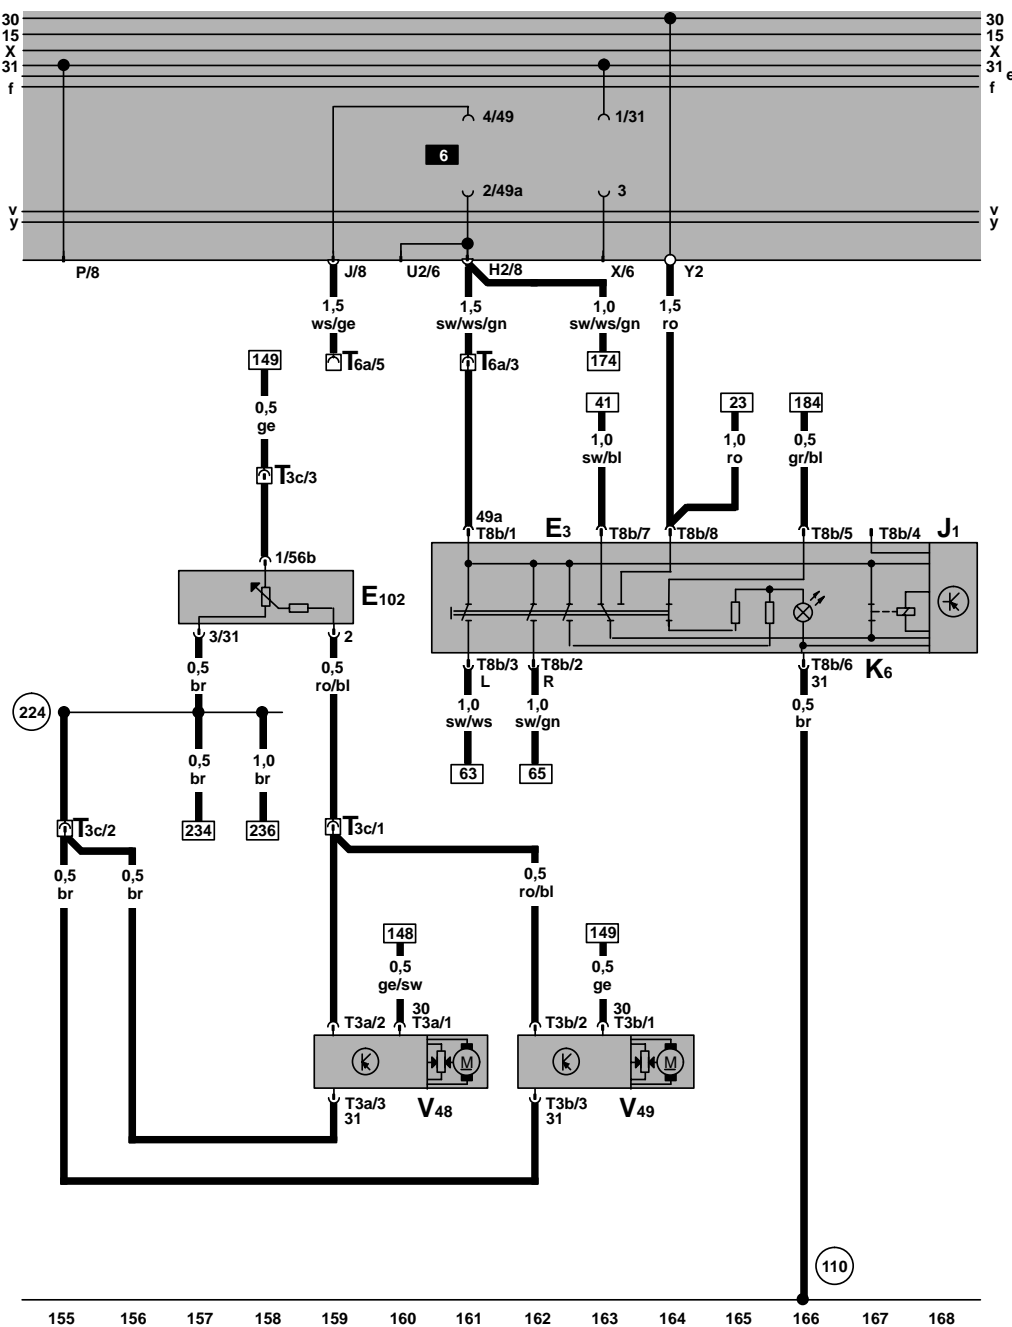 30 30
15 15
X X
31 31
e
f f
4/49 1/31
6
2/49a 3
v v
y y
P/8 J/8 U2/6 H2/8 X/6 Y2
1,5 1,5 1,0 1,5
ws/ge sw/ws/gn sw/ws/gn ro
149 T6a/5 T6a/3 174
0,5 41 23 184
ge 1,0 1,0 0,5
sw/bl ro gr/bl
T3c/3
49a E3 J1
T8b/1 T8b/7 T8b/8 T8b/5 T8b/4
1/56b
E102
3/31 2
0,5 0,5 T8b/3 T8b/2 T8b/6 K6
br ro/bl L R 31
1,0 1,0 0,5
224 sw/ws sw/gn br
0,5 1,0
br br 63 65
T3c/2 234 236 T3c/1
0,5 0,5 0,5
br br ro/bl
148 149
0,5 0,5
ge/sw ge
30 30
T3a/2 T3a/1 T3b/2 T3b/1
M M
T3a/3 V48 T3b/3 V49
31 31
110
155 156 157 158 159 160 161 162 163 164 165 166 167 168